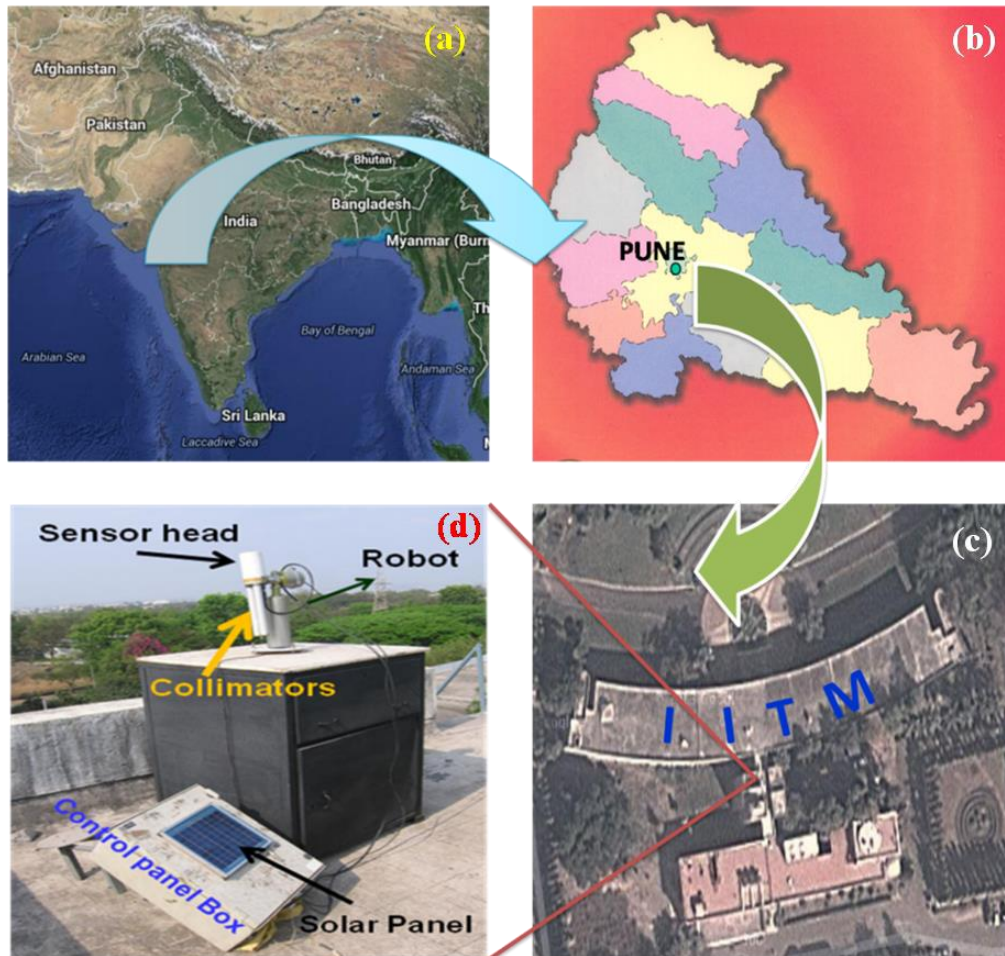 (a)
Afghanistan
Pakistan
Bhutan
Bangladesh
India
Myanmar (Burn
Th
Bay of Bengal
Arabian Sea
Andaman Sea
Sri Lanka
Laccadive Sea
(b)
PUNE
(d)
Sensor head
Robot
Collimators
Control panel Box
Solar Panel
(c)
I I T M